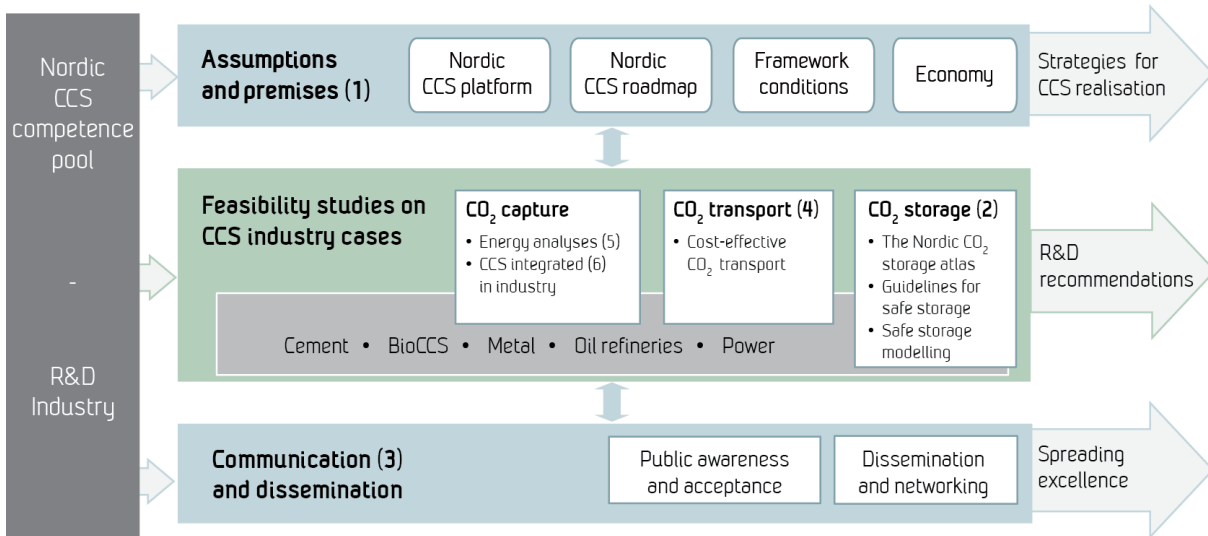 Nordic
CCS
competence
pool
-
R&D
Industry
Assumptions
and premises (1)
Nordic
CCS platform
Nordic
CCS roadmap
Framework
conditions
Economy
Strategies for
CCS realisation
Feasibility studies on
CCS industry cases
CO₂ capture
• Energy analyses (5)
• CCS integrated (6)
in industry
CO₂ transport (4)
• Cost-effective
CO₂ transport
CO₂ storage (2)
• The Nordic CO₂
storage atlas
• Guidelines for
safe storage
• Safe storage
modelling
Cement • BioCCS • Metal • Oil refineries • Power
R&D
recommendations
Communication (3)
and dissemination
Public awareness
and acceptance
Dissemination
and networking
Spreading
excellence